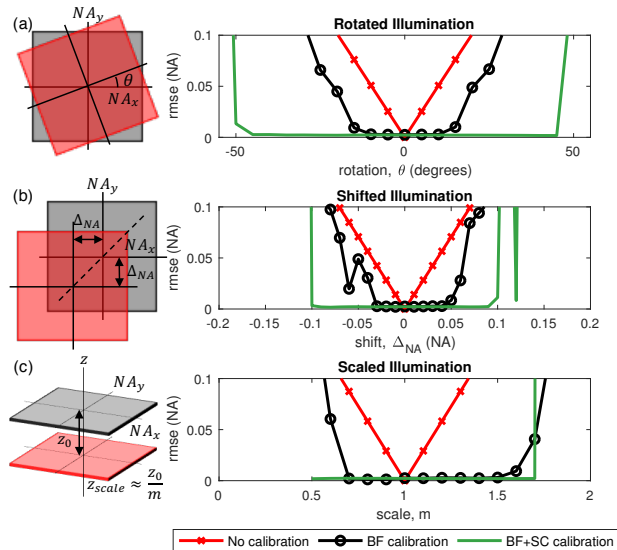 (a)
NA_y
θ
NA_x
Rotated Illumination
rmse (NA)
0.1
0.05
0
-50
0
50
rotation, θ (degrees)
(b)
NA_y
Δ_NA
NA_x
Δ_NA
Shifted Illumination
rmse (NA)
0.1
0.05
0
-0.2 -0.15 -0.1 -0.05 0 0.05 0.1 0.15 0.2
shift, Δ_NA (NA)
(c)
z
NA_y
NA_x
z_0
z_scale ≈ z_0/m
Scaled Illumination
rmse (NA)
0.1
0.05
0
0 0.5 1 1.5 2
scale, m
No calibration BF calibration BF+SC calibration